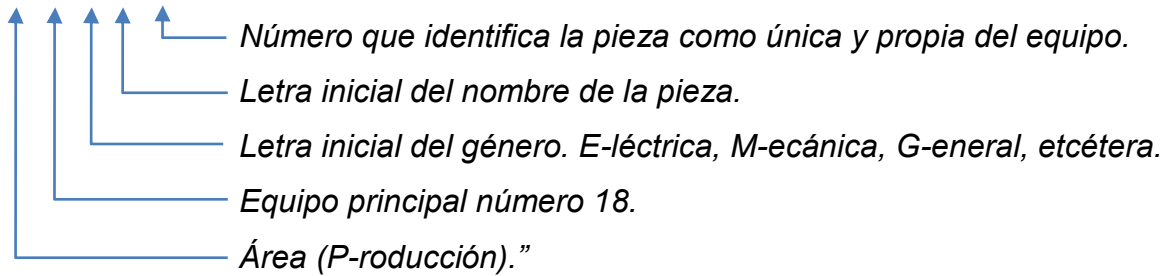 Número que identifica la pieza como única y propia del equipo.
Letra inicial del nombre de la pieza.
Letra inicial del género. E-léctrica, M-ecánica, G-eneral, etcétera.
Equipo principal número 18.
Área (P-roducción).”